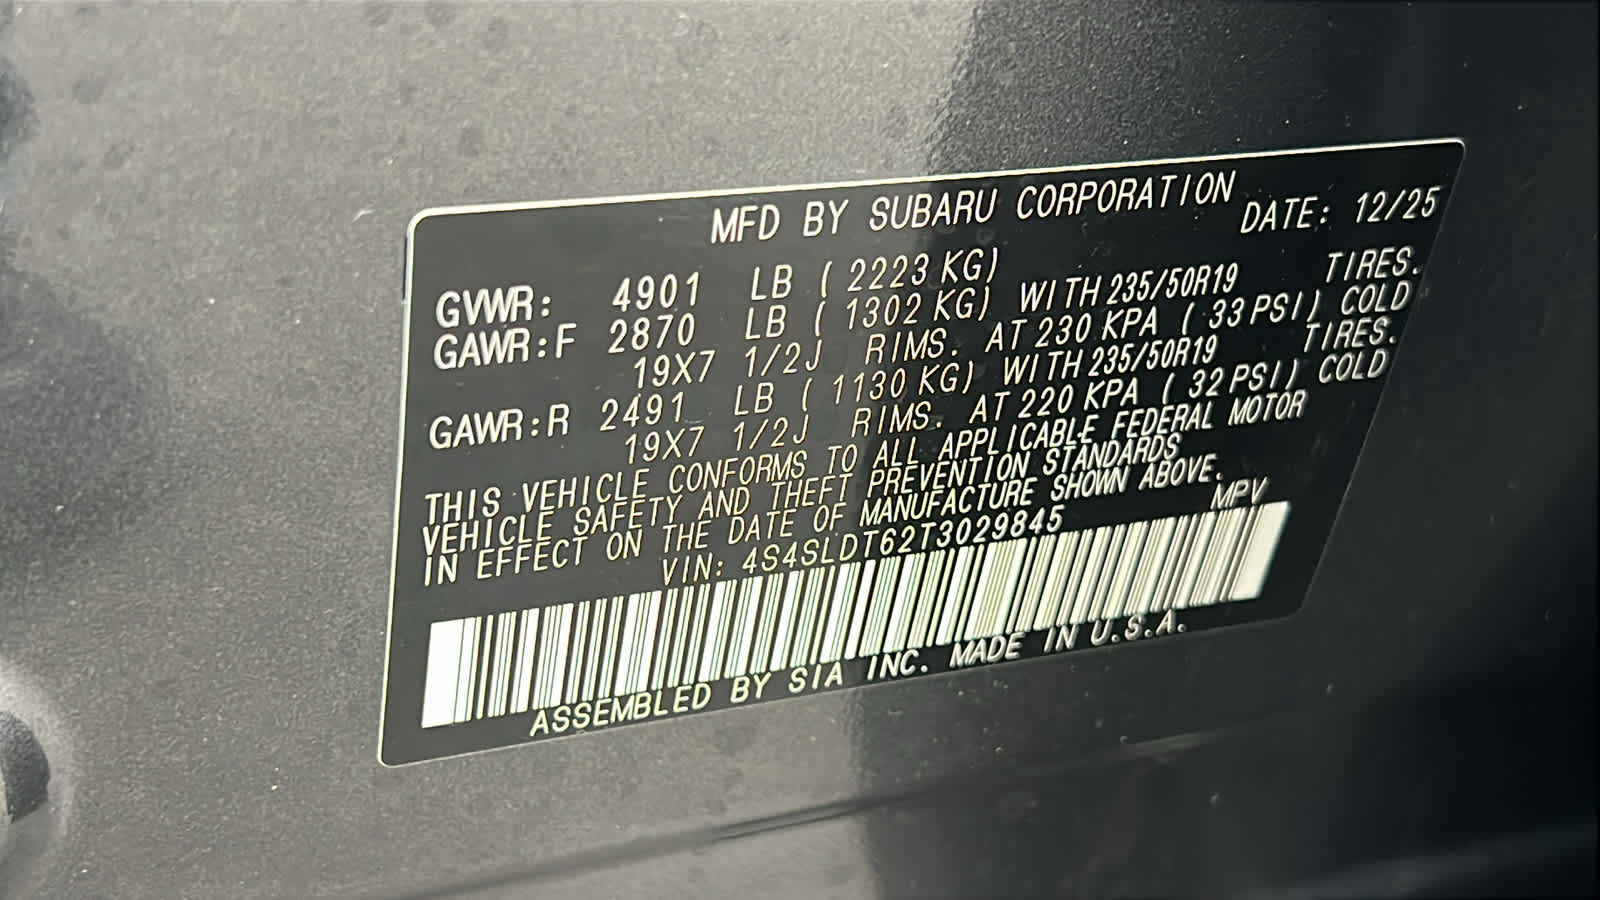 MFD BY SUBARU CORPORATION DATE: 12/25
GVWR: 4901 LB ( 2223 KG)
GAWR:F 2870 LB ( 1302 KG) WITH 235/50R19 TIRES.
19X7 1/2J RIMS. AT 230 KPA ( 33 PSI) COLD
GAWR:R 2491 LB ( 1130 KG) WITH 235/50R19 TIRES.
19X7 1/2J RIMS. AT 220 KPA ( 32 PSI) COLD
THIS VEHICLE CONFORMS TO ALL APPLICABLE FEDERAL MOTOR
VEHICLE SAFETY AND THEFT PREVENTION STANDARDS
IN EFFECT ON THE DATE OF MANUFACTURE SHOWN ABOVE.
VIN: 4S4SLDT62T3029845 MPV
ASSEMBLED BY SIA INC. MADE IN U.S.A.